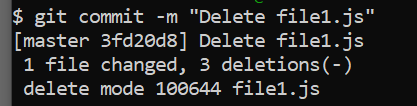 $ git commit -m "Delete file1.js"
[master 3fd20d8] Delete file1.js
 1 file changed, 3 deletions(-)
 delete mode 100644 file1.js